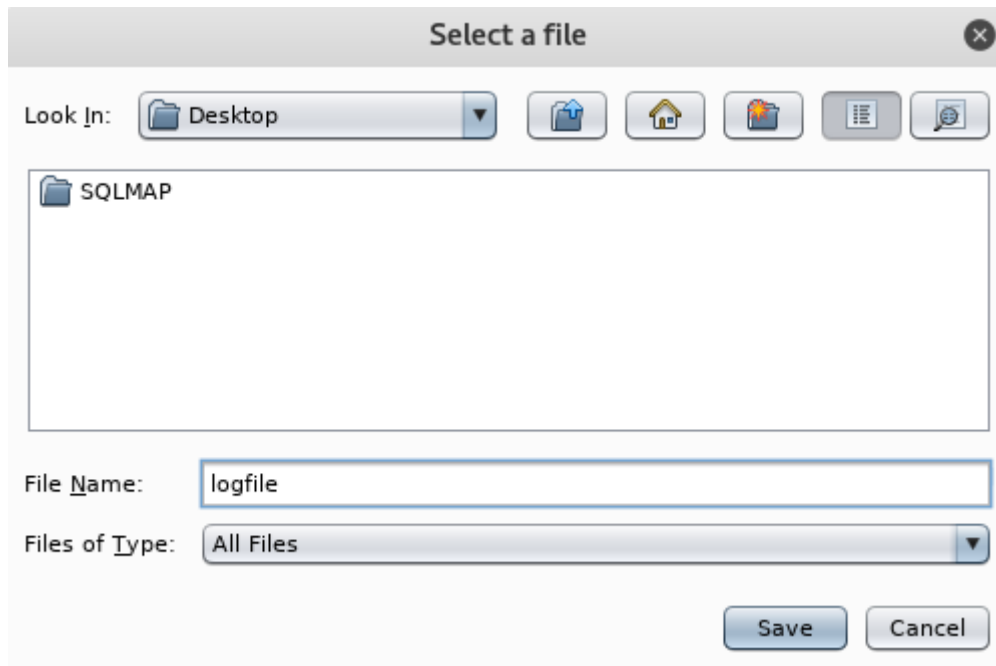 Select a file
Look In: Desktop
SQLMAP
File Name: logfile
Files of Type: All Files
Save Cancel